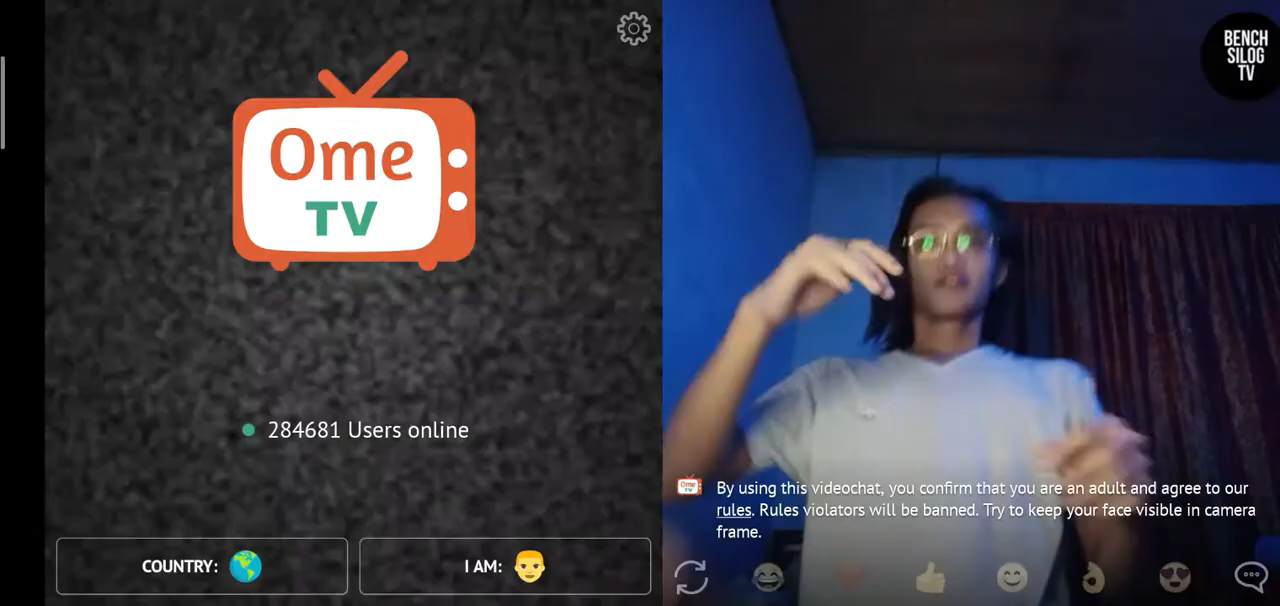 Ome
TV
284681 Users online
COUNTRY:
I AM:
BENCH
SILOG
TV
Ome
TV
By using this videochat, you confirm that you are an adult and agree to our
rules. Rules violators will be banned. Try to keep your face visible in camera
frame.